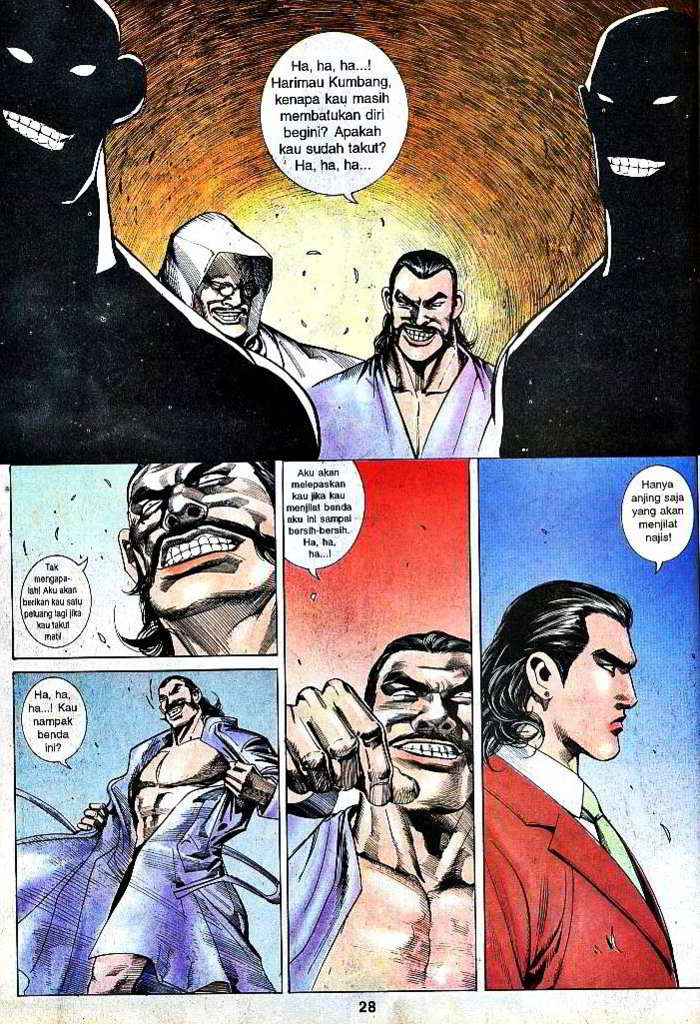 Ha, ha, ha...!
Harimau Kumbang,
kenapa kau masih
membatukan diri
begini? Apakah
kau sudah takut?
Ha, ha, ha...
Tak
mengapa-
lah! Aku akan
berikan kau satu
peluang lagi jika
kau takut
mati!
Ha, ha,
ha...! Kau
nampak
benda
ini?
Aku akan
melepaskan
kau jika kau
menjilat benda
aku ini sampai
bersih-bersih.
Ha, ha,
ha...!
Hanya
anjing saja
yang akan
menjilat
najis!
28